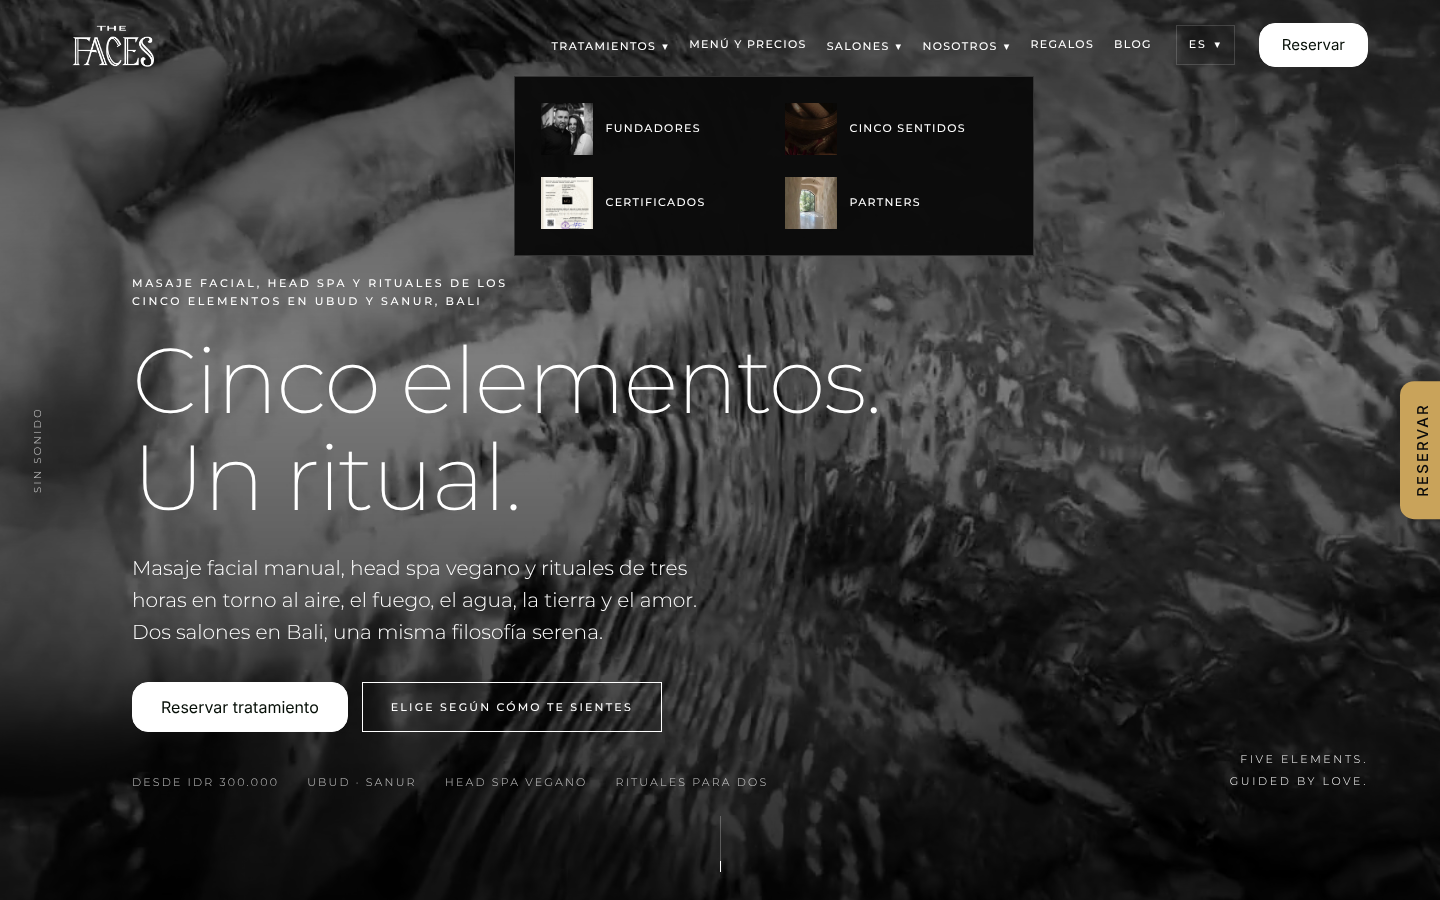 THE
FACES
TRATAMIENTOS ▾
MENÚ Y PRECIOS
SALONES ▾
NOSOTROS ▾
REGALOS
BLOG
ES ▾
Reservar
FUNDADORES
CINCO SENTIDOS
CERTIFICADOS
PARTNERS
MASAJE FACIAL, HEAD SPA Y RITUALES DE LOS
CINCO ELEMENTOS EN UBUD Y SANUR, BALI
Cinco elementos.
Un ritual.
SIN SONIDO
RESERVAR
Masaje facial manual, head spa vegano y rituales de tres
horas en torno al aire, el fuego, el agua, la tierra y el amor.
Dos salones en Bali, una misma filosofía serena.
Reservar tratamiento
ELIGE SEGÚN CÓMO TE SIENTES
DESDE IDR 300.000
UBUD · SANUR
HEAD SPA VEGANO
RITUALES PARA DOS
FIVE ELEMENTS.
GUIDED BY LOVE.